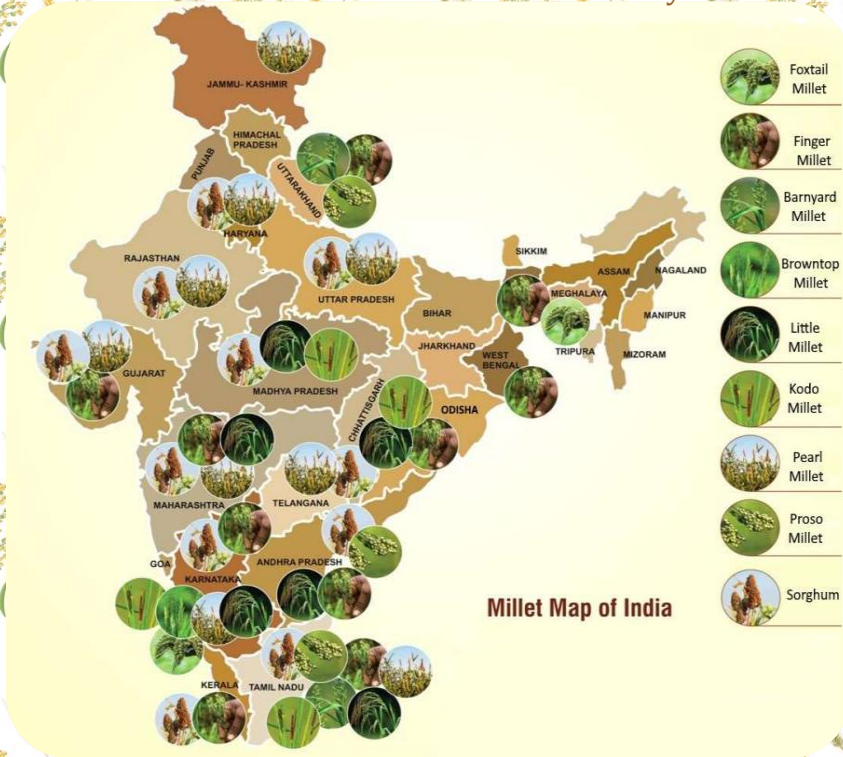 JAMMU- KASHMIR
HIMACHAL
PRADESH
PUNJAB
UTTARAKHAND
HARYANA
RAJASTHAN
UTTAR PRADESH
SIKKIM
ASSAM
NAGALAND
MEGHALAYA
MANIPUR
BIHAR
TRIPURA
MIZORAM
JHARKHAND
WEST
BENGAL
GUJARAT
MADHYA PRADESH
CHHATTISGARH
ODISHA
MAHARASHTRA
TELANGANA
GOA
KARNATAKA
ANDHRA PRADESH
KERALA
TAMIL NADU
Millet Map of India
Foxtail
Millet
Finger
Millet
Barnyard
Millet
Browntop
Millet
Little
Millet
Kodo
Millet
Pearl
Millet
Proso
Millet
Sorghum